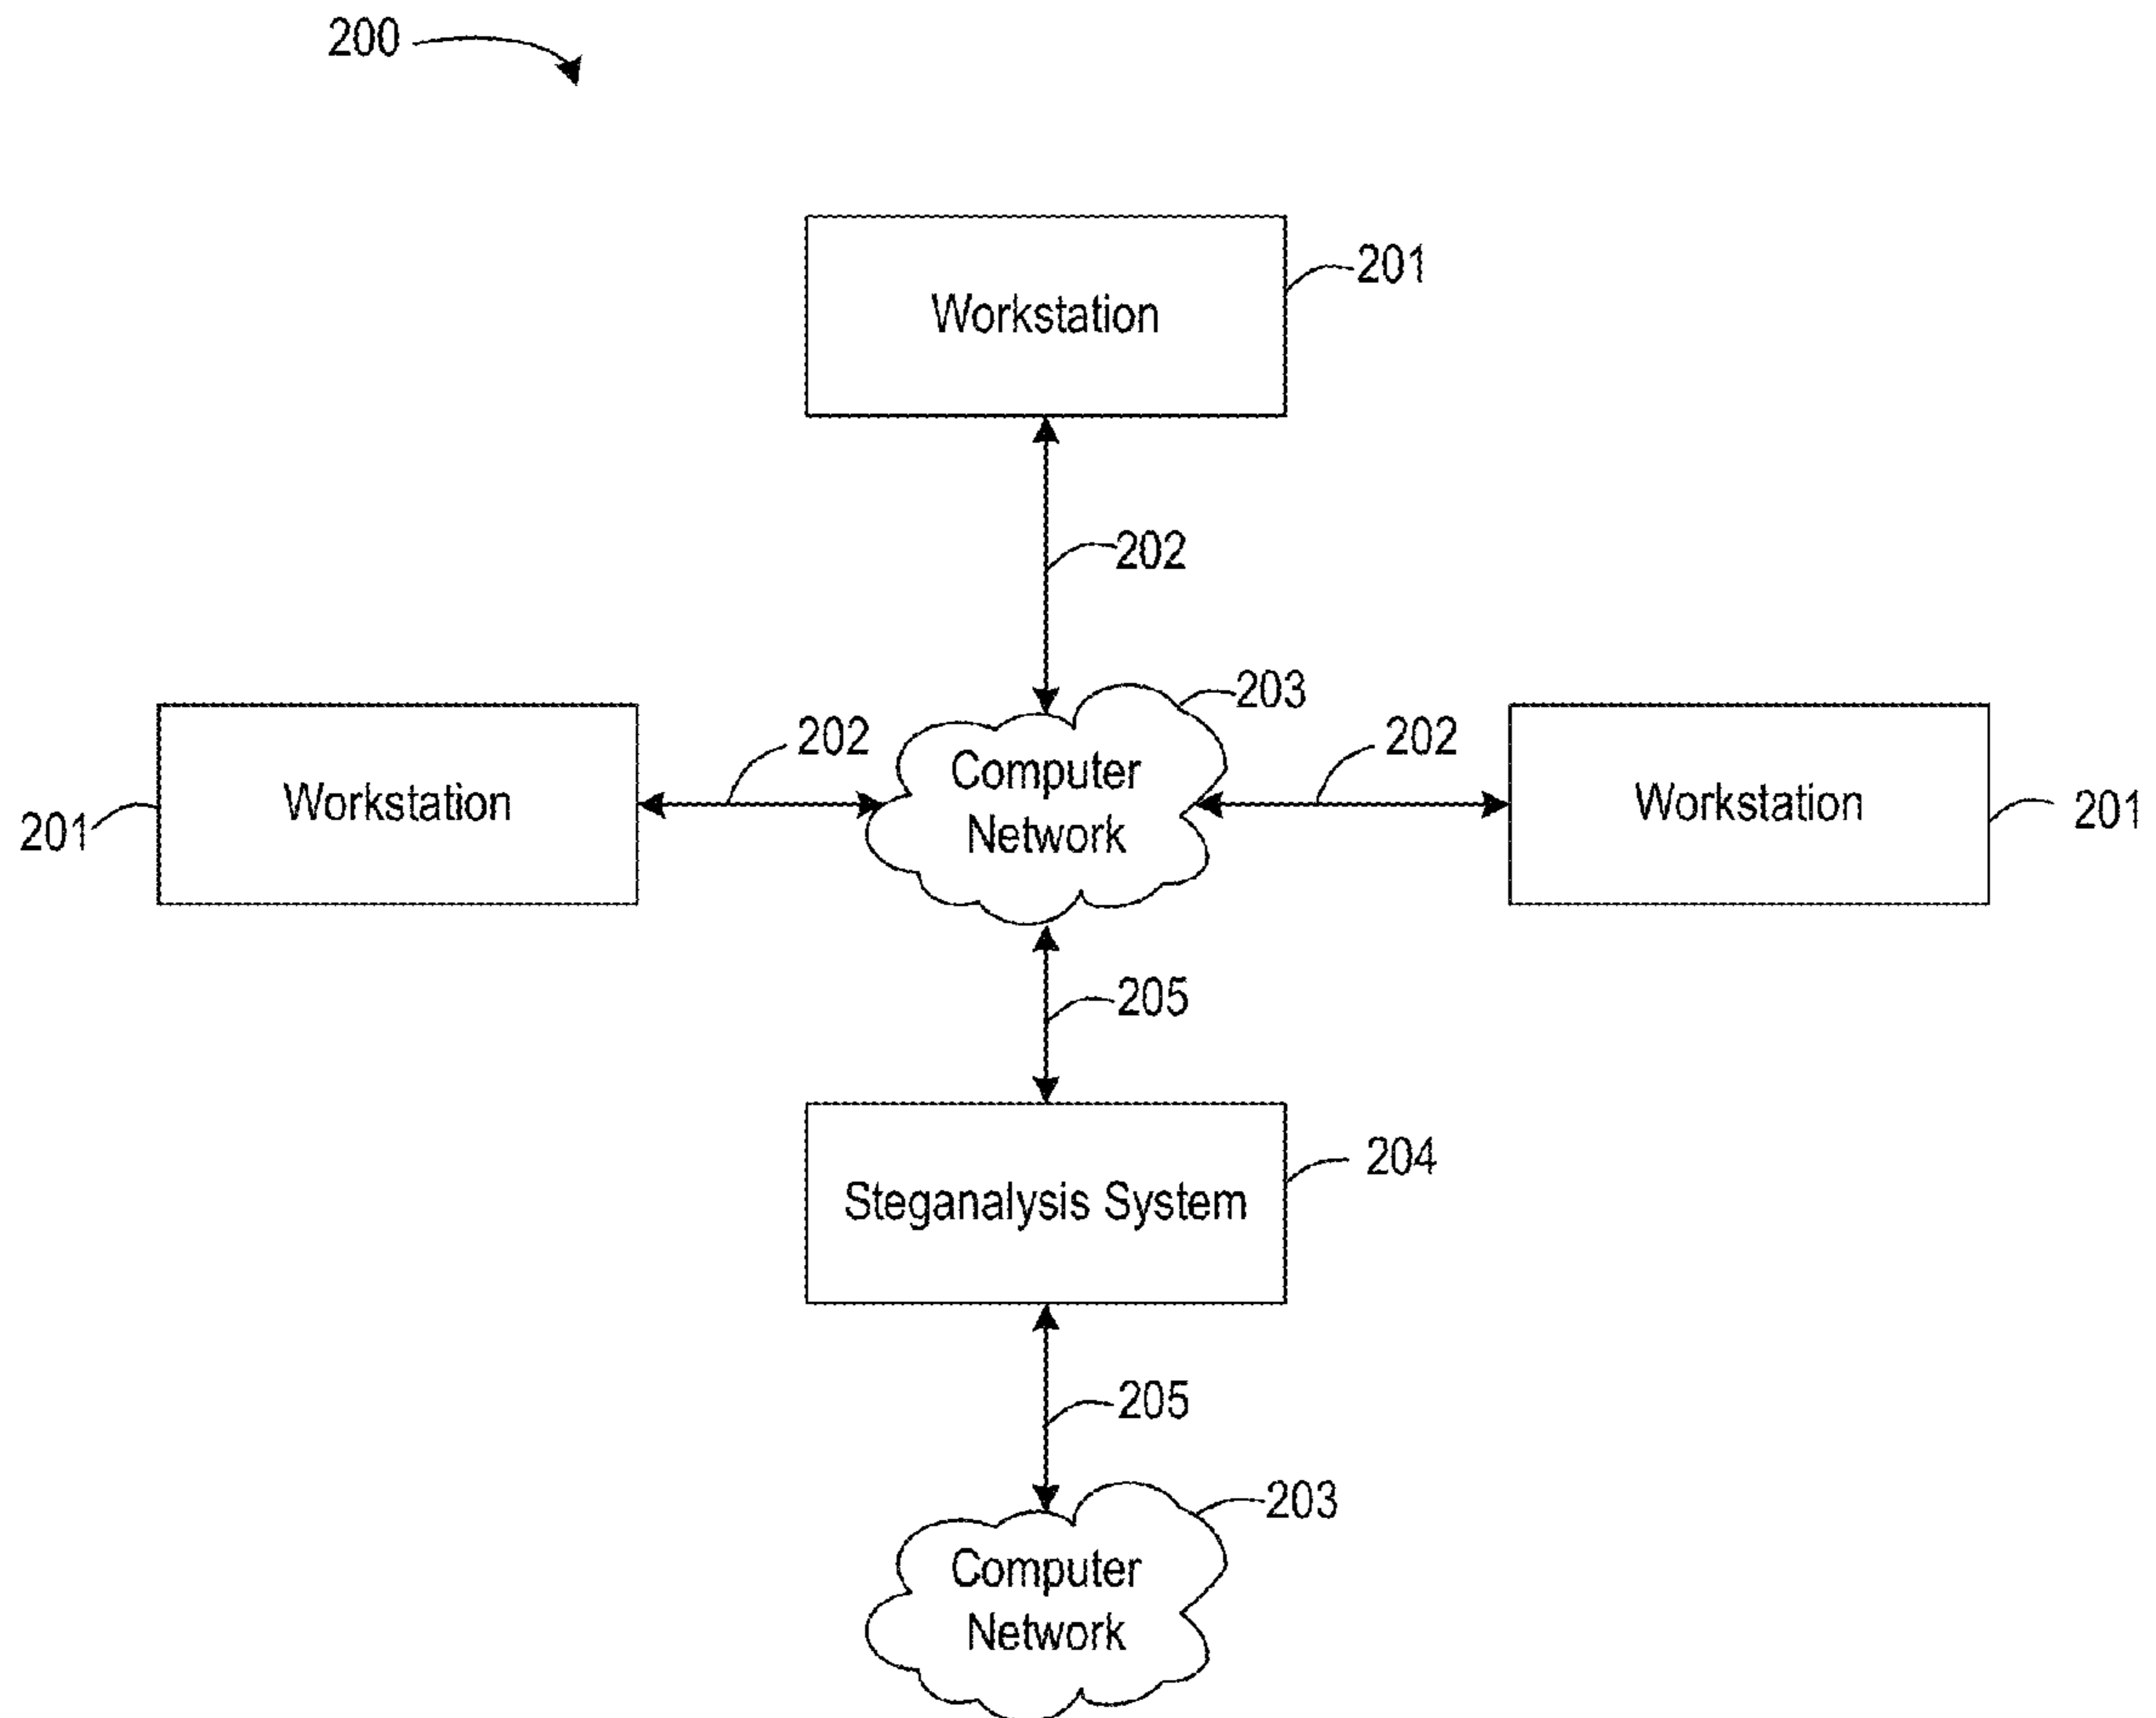 200
Workstation
201
202
203
Workstation
201
202
Computer
Network
202
Workstation
201
205
Steganalysis System
204
205
203
Computer
Network